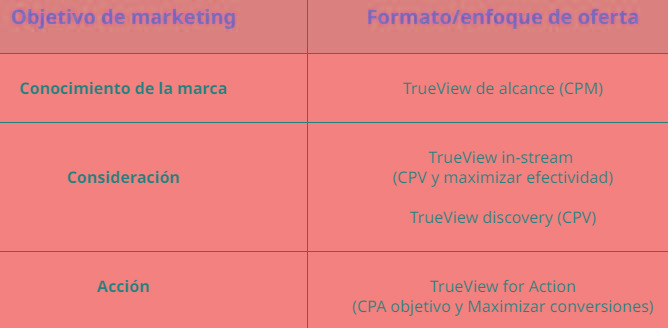 Objetivo de marketing
Formato/enfoque de oferta
Conocimiento de la marca
TrueView de alcance (CPM)
Consideración
TrueView in-stream
(CPV y maximizar efectividad)
TrueView discovery (CPV)
Acción
TrueView for Action
(CPA objetivo y Maximizar conversiones)